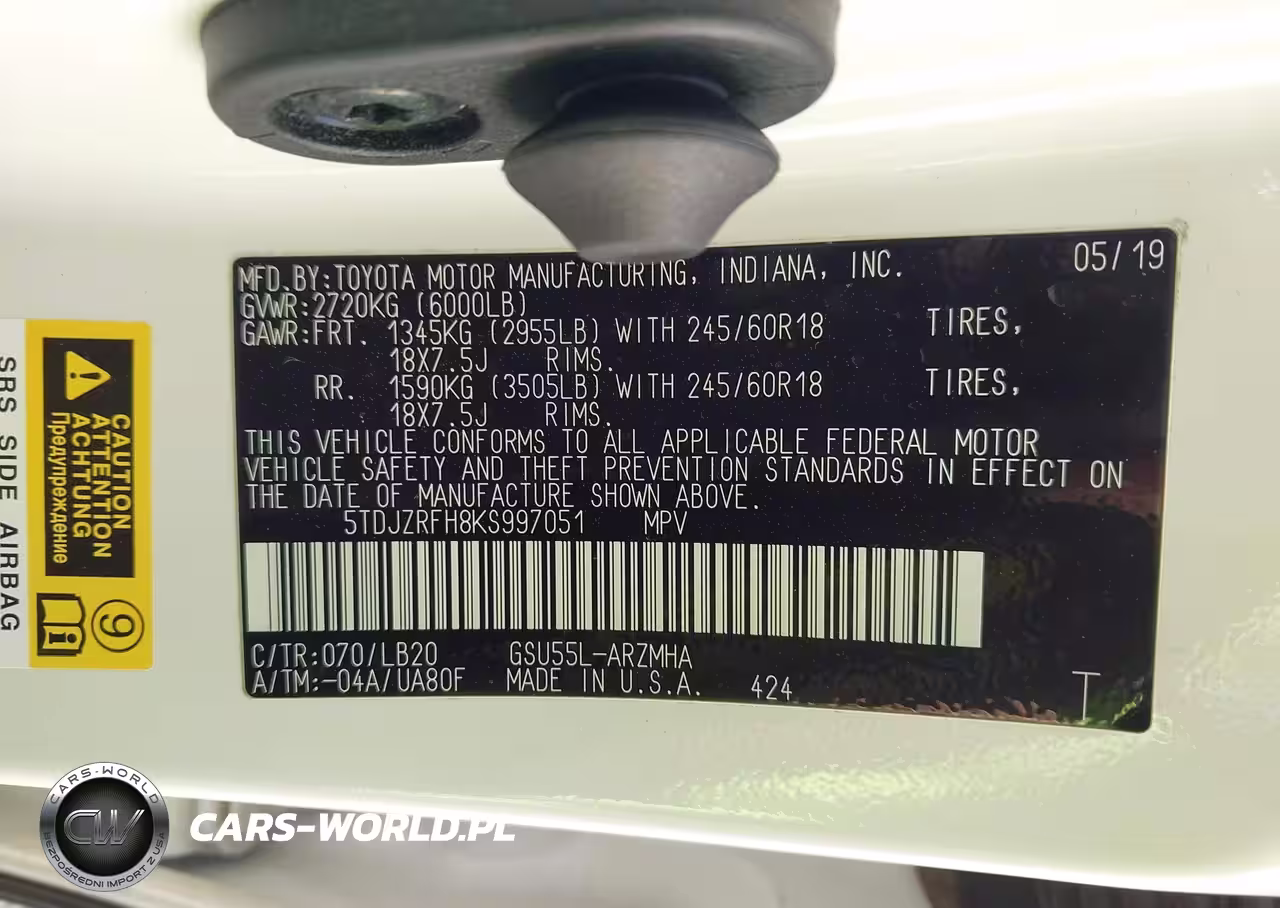 MFD.BY:TOYOTA MOTOR MANUFACTURING, INDIANA, INC. 05/19
GVWR:2720KG (6000LB)
GAWR:FRT. 1345KG (2955LB) WITH 245/60R18 TIRES,
18X7.5J RIMS.
RR. 1590KG (3505LB) WITH 245/60R18 TIRES,
18X7.5J RIMS.
THIS VEHICLE CONFORMS TO ALL APPLICABLE FEDERAL MOTOR
VEHICLE SAFETY AND THEFT PREVENTION STANDARDS IN EFFECT ON
THE DATE OF MANUFACTURE SHOWN ABOVE.
5TDJZRFH8KS997051 MPV
C/TR:070/LB20 GSU55L-ARZMHA
A/TM:-04A/UA80F MADE IN U.S.A. 424 T
CAUTION
ATTENTION
ACHTUNG
Предупреждение
9
i
SRS SIDE AIRBAG
CARS-WORLD
CW
BEZPOŚREDNI IMPORT Z USA
CARS-WORLD.PL